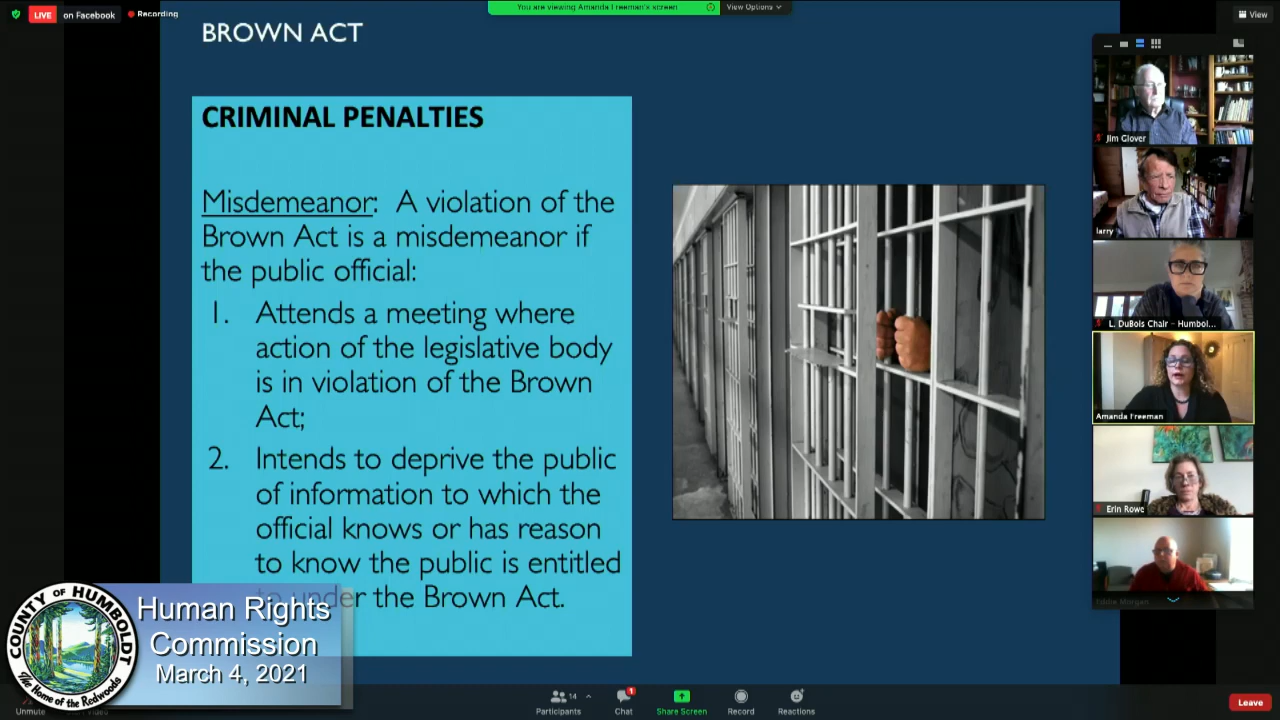 LIVE on Facebook Recording
You are viewing Amanda Freeman's screen View Options
View
BROWN ACT
CRIMINAL PENALTIES
Misdemeanor: A violation of the
Brown Act is a misdemeanor if
the public official:
1. Attends a meeting where
action of the legislative body
is in violation of the Brown
Act;
2. Intends to deprive the public
of information to which the
official knows or has reason
to know the public is entitled
to under the Brown Act.
Jim Glover
larry
L. DuBois Chair – Humbol...
Amanda Freeman
Erin Rowe
Eddie Morgan
COUNTY OF HUMBOLDT
The Home of the Redwoods
Human Rights
Commission
March 4, 2021
Unmute
Participants 14
Chat 1
Share Screen
Record
Reactions
Leave